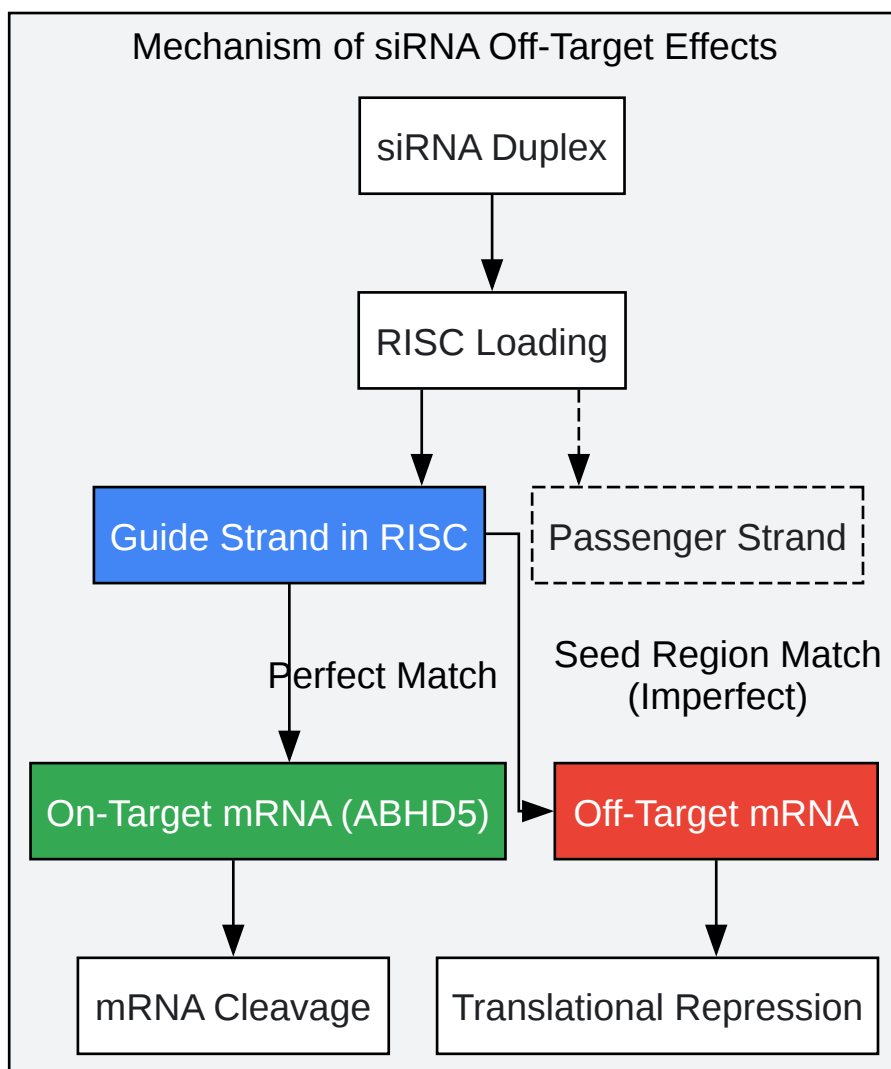 Mechanism of siRNA Off-Target Effects
siRNA Duplex
RISC Loading
Guide Strand in RISC
Passenger Strand
Perfect Match
Seed Region Match
(Imperfect)
On-Target mRNA (ABHD5)
Off-Target mRNA
mRNA Cleavage
Translational Repression